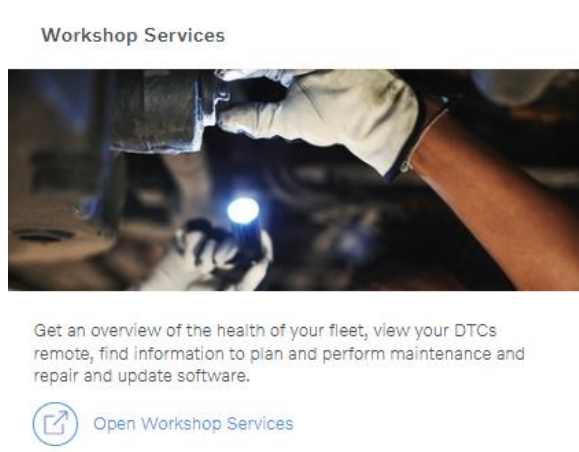 Workshop Services
Get an overview of the health of your fleet, view your DTCs
remote, find information to plan and perform maintenance and
repair and update software.
Open Workshop Services